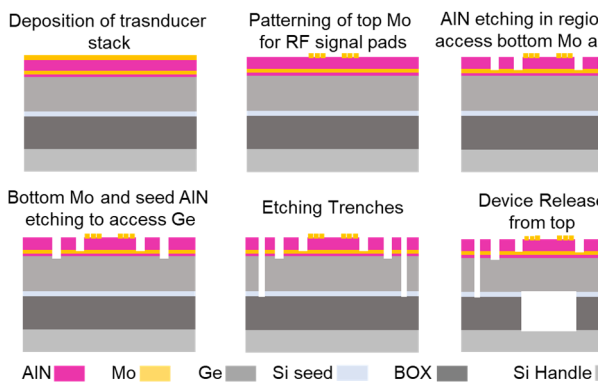 Deposition of trasnducer
stack
Patterning of top Mo
for RF signal pads
AlN etching in regio
access bottom Mo a
Bottom Mo and seed AlN
etching to access Ge
Etching Trenches
Device Release
from top
AlN
Mo
Ge
Si seed
BOX
Si Handle